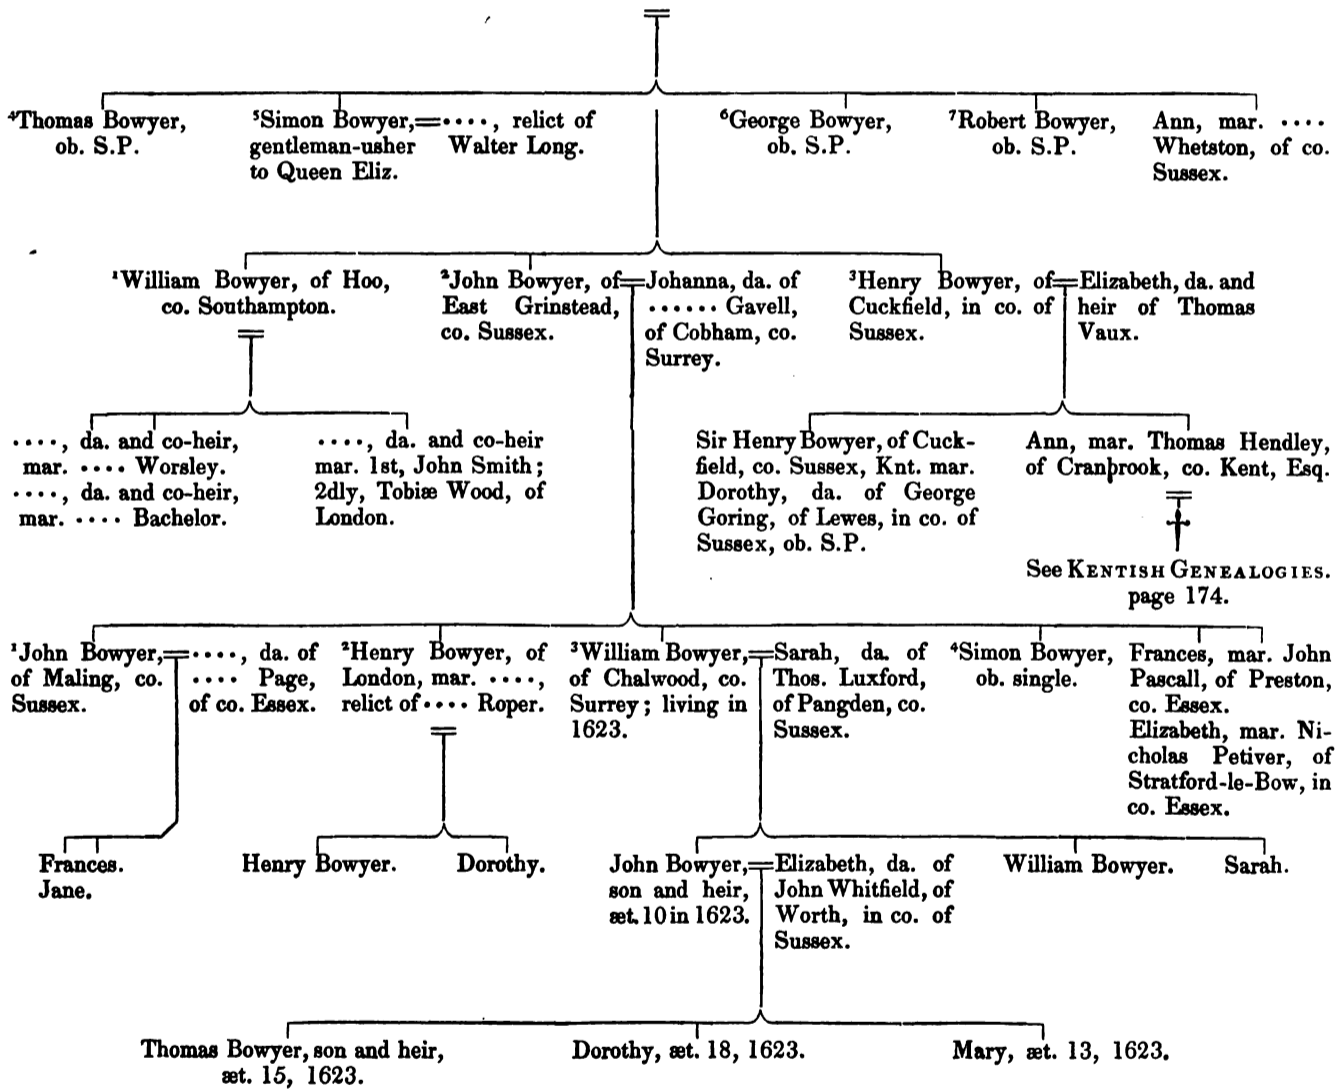 ⁴Thomas Bowyer,
ob. S.P.
⁵Simon Bowyer,
gentleman-usher
to Queen Eliz.
····, relict of
Walter Long.
⁶George Bowyer,
ob. S.P.
⁷Robert Bowyer,
ob. S.P.
Ann, mar. ····
Whetston, of co.
Sussex.
¹William Bowyer, of Hoo,
co. Southampton.
²John Bowyer, of
East Grinstead,
co. Sussex.
Johanna, da. of
······ Gavell,
of Cobham, co.
Surrey.
³Henry Bowyer, of
Cuckfield, in co. of
Sussex.
Elizabeth, da. and
heir of Thomas
Vaux.
····, da. and co-heir,
mar. ···· Worsley.
····, da. and co-heir,
mar. ···· Bachelor.
····, da. and co-heir
mar. 1st, John Smith;
2dly, Tobiæ Wood, of
London.
Sir Henry Bowyer, of Cuck-
field, co. Sussex, Knt. mar.
Dorothy, da. of George
Goring, of Lewes, in co. of
Sussex, ob. S.P.
Ann, mar. Thomas Hendley,
of Cranbrook, co. Kent, Esq.
See KENTISH GENEALOGIES.
page 174.
¹John Bowyer,
of Maling, co.
Sussex.
····, da. of
···· Page,
of co. Essex.
²Henry Bowyer, of
London, mar. ····,
relict of ···· Roper.
³William Bowyer,
of Chalwood, co.
Surrey; living in
1623.
Sarah, da. of
Thos. Luxford,
of Pangden, co.
Sussex.
⁴Simon Bowyer,
ob. single.
Frances, mar. John
Pascall, of Preston,
co. Essex.
Elizabeth, mar. Ni-
cholas Petiver, of
Stratford-le-Bow, in
co. Essex.
Frances.
Jane.
Henry Bowyer.
Dorothy.
John Bowyer,
son and heir,
æt. 10 in 1623.
Elizabeth, da. of
John Whitfield, of
Worth, in co. of
Sussex.
William Bowyer.
Sarah.
Thomas Bowyer, son and heir,
æt. 15, 1623.
Dorothy, æt. 18, 1623.
Mary, æt. 13, 1623.